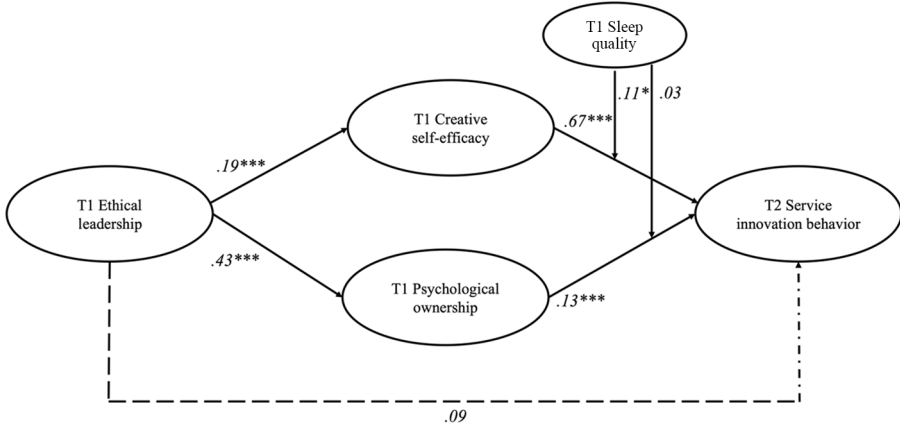 T1 Sleep
quality
.11*
.03
T1 Creative
self-efficacy
.67***
.19***
T1 Ethical
leadership
T2 Service
innovation behavior
.43***
T1 Psychological
ownership
.13***
.09